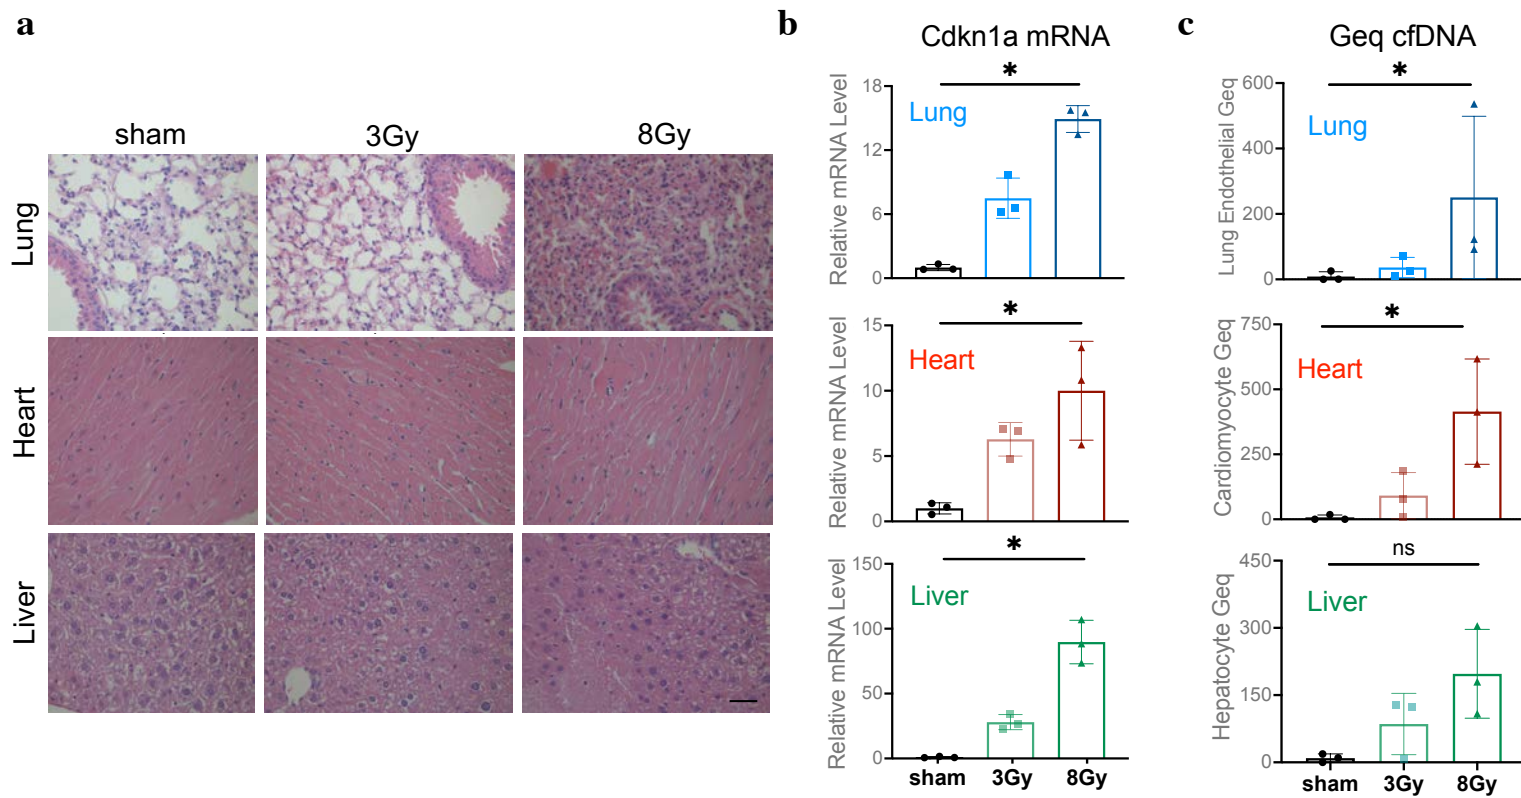 a
sham 3Gy 8Gy
Lung
Heart
Liver
b
Cdkn1a mRNA
*
Relative mRNA Level
18
12
6
0
Lung
*
Relative mRNA Level
15
10
5
0
Heart
*
Relative mRNA Level
150
100
50
0
Liver
sham 3Gy 8Gy
c
Geq cfDNA
*
Lung Endothelial Geq
600
400
200
0
Lung
*
Cardiomyocyte Geq
750
500
250
0
Heart
ns
Hepatocyte Geq
450
300
150
0
Liver
sham 3Gy 8Gy